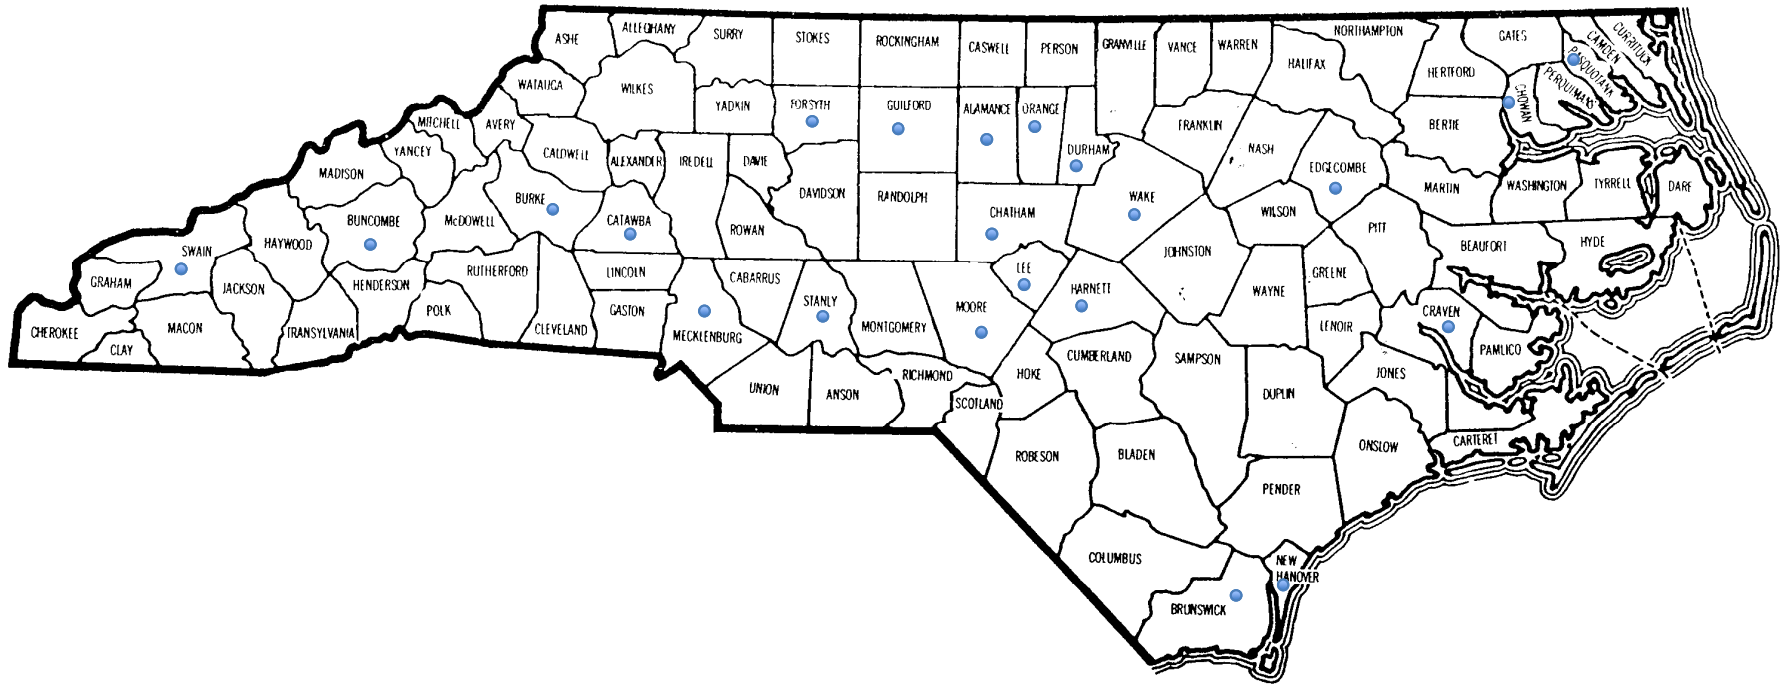 ASHE
ALLEGHANY
SURRY
STOKES
ROCKINGHAM
CASWELL
PERSON
GRANVILLE
VANCE
WARREN
NORTHAMPTON
HALIFAX
GATES
HERTFORD
CURRITUCK
CAMDEN
PASQUOTANK
PERQUIMANS
CHOWAN
WATAUGA
WILKES
YADKIN
FORSYTH
GUILFORD
ALAMANCE
ORANGE
DURHAM
FRANKLIN
NASH
EDGECOMBE
BERTIE
MITCHELL
AVERY
YANCEY
CALDWELL
ALEXANDER
IREDELL
DAVIE
MADISON
BURKE
DAVIDSON
RANDOLPH
CHATHAM
WAKE
WILSON
MARTIN
WASHINGTON
TYRRELL
DARE
BUNCOMBE
McDOWELL
CATAWBA
ROWAN
JOHNSTON
PITT
BEAUFORT
HYDE
SWAIN
HAYWOOD
GRAHAM
JACKSON
HENDERSON
RUTHERFORD
LINCOLN
CABARRUS
LEE
HARNETT
WAYNE
GREENE
CHEROKEE
CLAY
MACON
TRANSYLVANIA
POLK
CLEVELAND
GASTON
MECKLENBURG
STANLY
MONTGOMERY
MOORE
LENOIR
CRAVEN
PAMLICO
UNION
ANSON
RICHMOND
SCOTLAND
HOKE
CUMBERLAND
SAMPSON
DUPLIN
JONES
CARTERET
ROBESON
BLADEN
PENDER
ONSLOW
COLUMBUS
BRUNSWICK
NEW
HANOVER